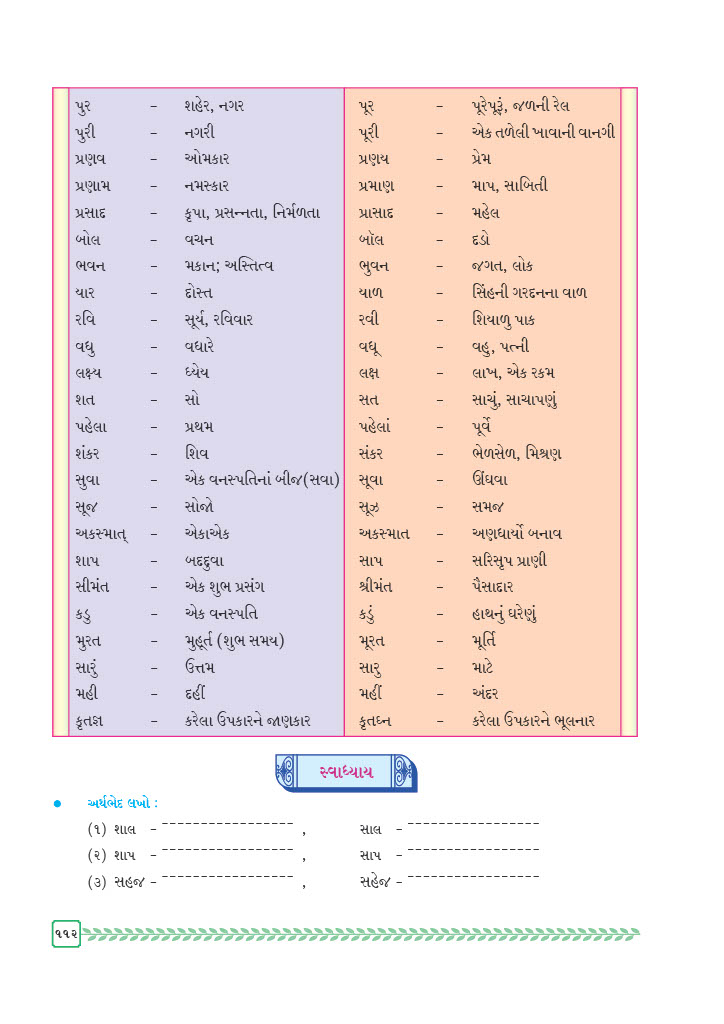 પુર – શહેર, નગર પૂર – પૂરેપૂરું, જળની રેલ
પુરી – નગરી પૂરી – એક તળેલી ખાવાની વાનગી
પ્રણવ – ઓમકાર પ્રણય – પ્રેમ
પ્રણામ – નમસ્કાર પ્રમાણ – માપ, સાબિતી
પ્રસાદ – કૃપા, પ્રસન્નતા, નિર્મળતા પ્રાસાદ – મહેલ
બોલ – વચન બૉલ – દડો
ભવન – મકાન; અસ્તિત્વ ભુવન – જગત, લોક
યાર – દોસ્ત યાળ – સિંહની ગરદનના વાળ
રવિ – સૂર્ય, રવિવાર રવી – શિયાળુ પાક
વધુ – વધારે વધૂ – વહુ, પત્ની
લક્ષ્ય – ધ્યેય લક્ષ – લાખ, એક રકમ
શત – સો સત – સાચું, સાચાપણું
પહેલા – પ્રથમ પહેલાં – પૂર્વે
શંકર – શિવ સંકર – ભેળસેળ, મિશ્રણ
સુવા – એક વનસ્પતિનાં બીજ(સવા) સૂવા – ઊંઘવા
સૂજ – સોજો સૂઝ – સમજ
અકસ્માત્ – એકાએક અકસ્માત – અણધાર્યો બનાવ
શાપ – બદદુવા સાપ – સરિસૃપ પ્રાણી
સીમંત – એક શુભ પ્રસંગ શ્રીમંત – પૈસાદાર
કડુ – એક વનસ્પતિ કડું – હાથનું ઘરેણું
મુરત – મુહૂર્ત (શુભ સમય) મૂરત – મૂર્તિ
સારું – ઉત્તમ સારુ – માટે
મહી – દહીં મહીં – અંદર
કૃતજ્ઞ – કરેલા ઉપકારને જાણકાર કૃતઘ્ન – કરેલા ઉપકારને ભૂલનાર
સ્વાધ્યાય
● અર્થભેદ લખો :
(૧) શાલ – ----------------- , સાલ – -----------------
(૨) શાપ – ----------------- , સાપ – -----------------
(૩) સહજ – ----------------- , સહેજ – -----------------
૧૧૨